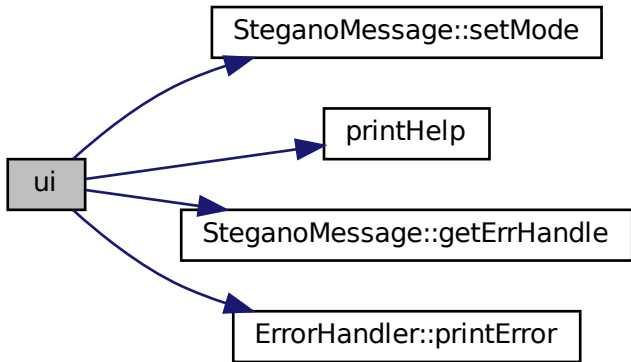 SteganoMessage::setMode
printHelp
ui
SteganoMessage::getErrHandle
ErrorHandler::printError